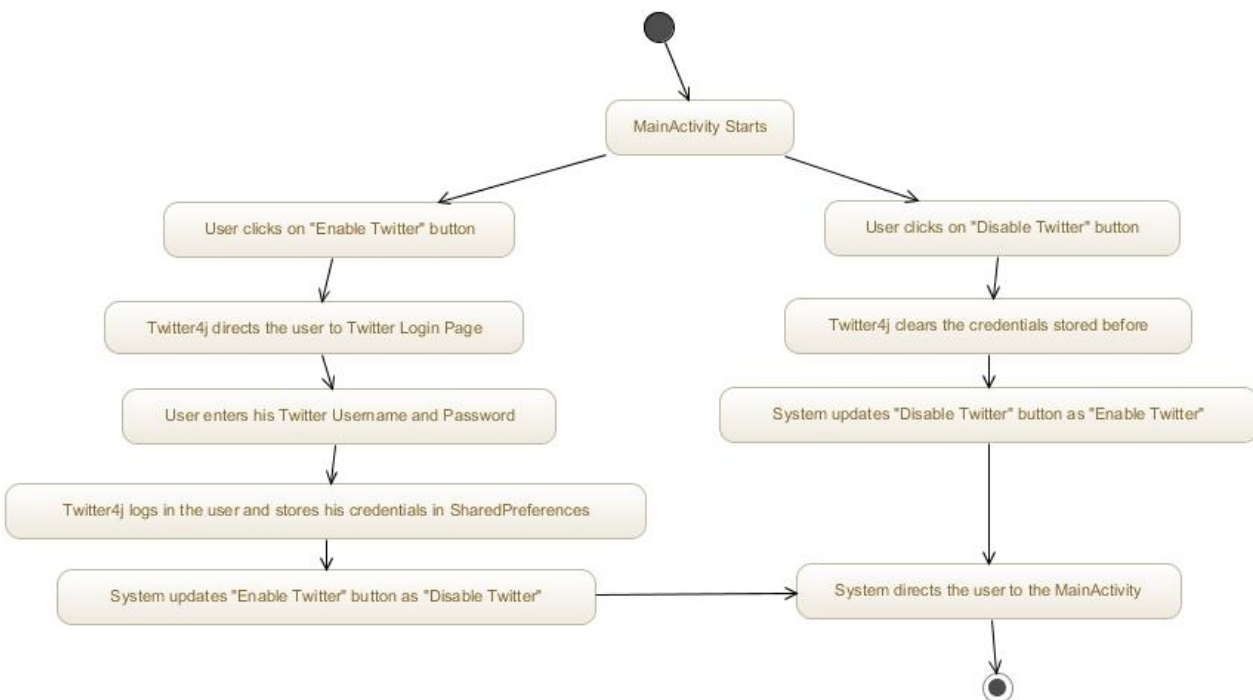 MainActivity Starts
User clicks on "Enable Twitter" button
User clicks on "Disable Twitter" button
Twitter4j directs the user to Twitter Login Page
Twitter4j clears the credentials stored before
User enters his Twitter Username and Password
System updates "Disable Twitter" button as "Enable Twitter"
Twitter4j logs in the user and stores his credentials in SharedPreferences
System updates "Enable Twitter" button as "Disable Twitter"
System directs the user to the MainActivity